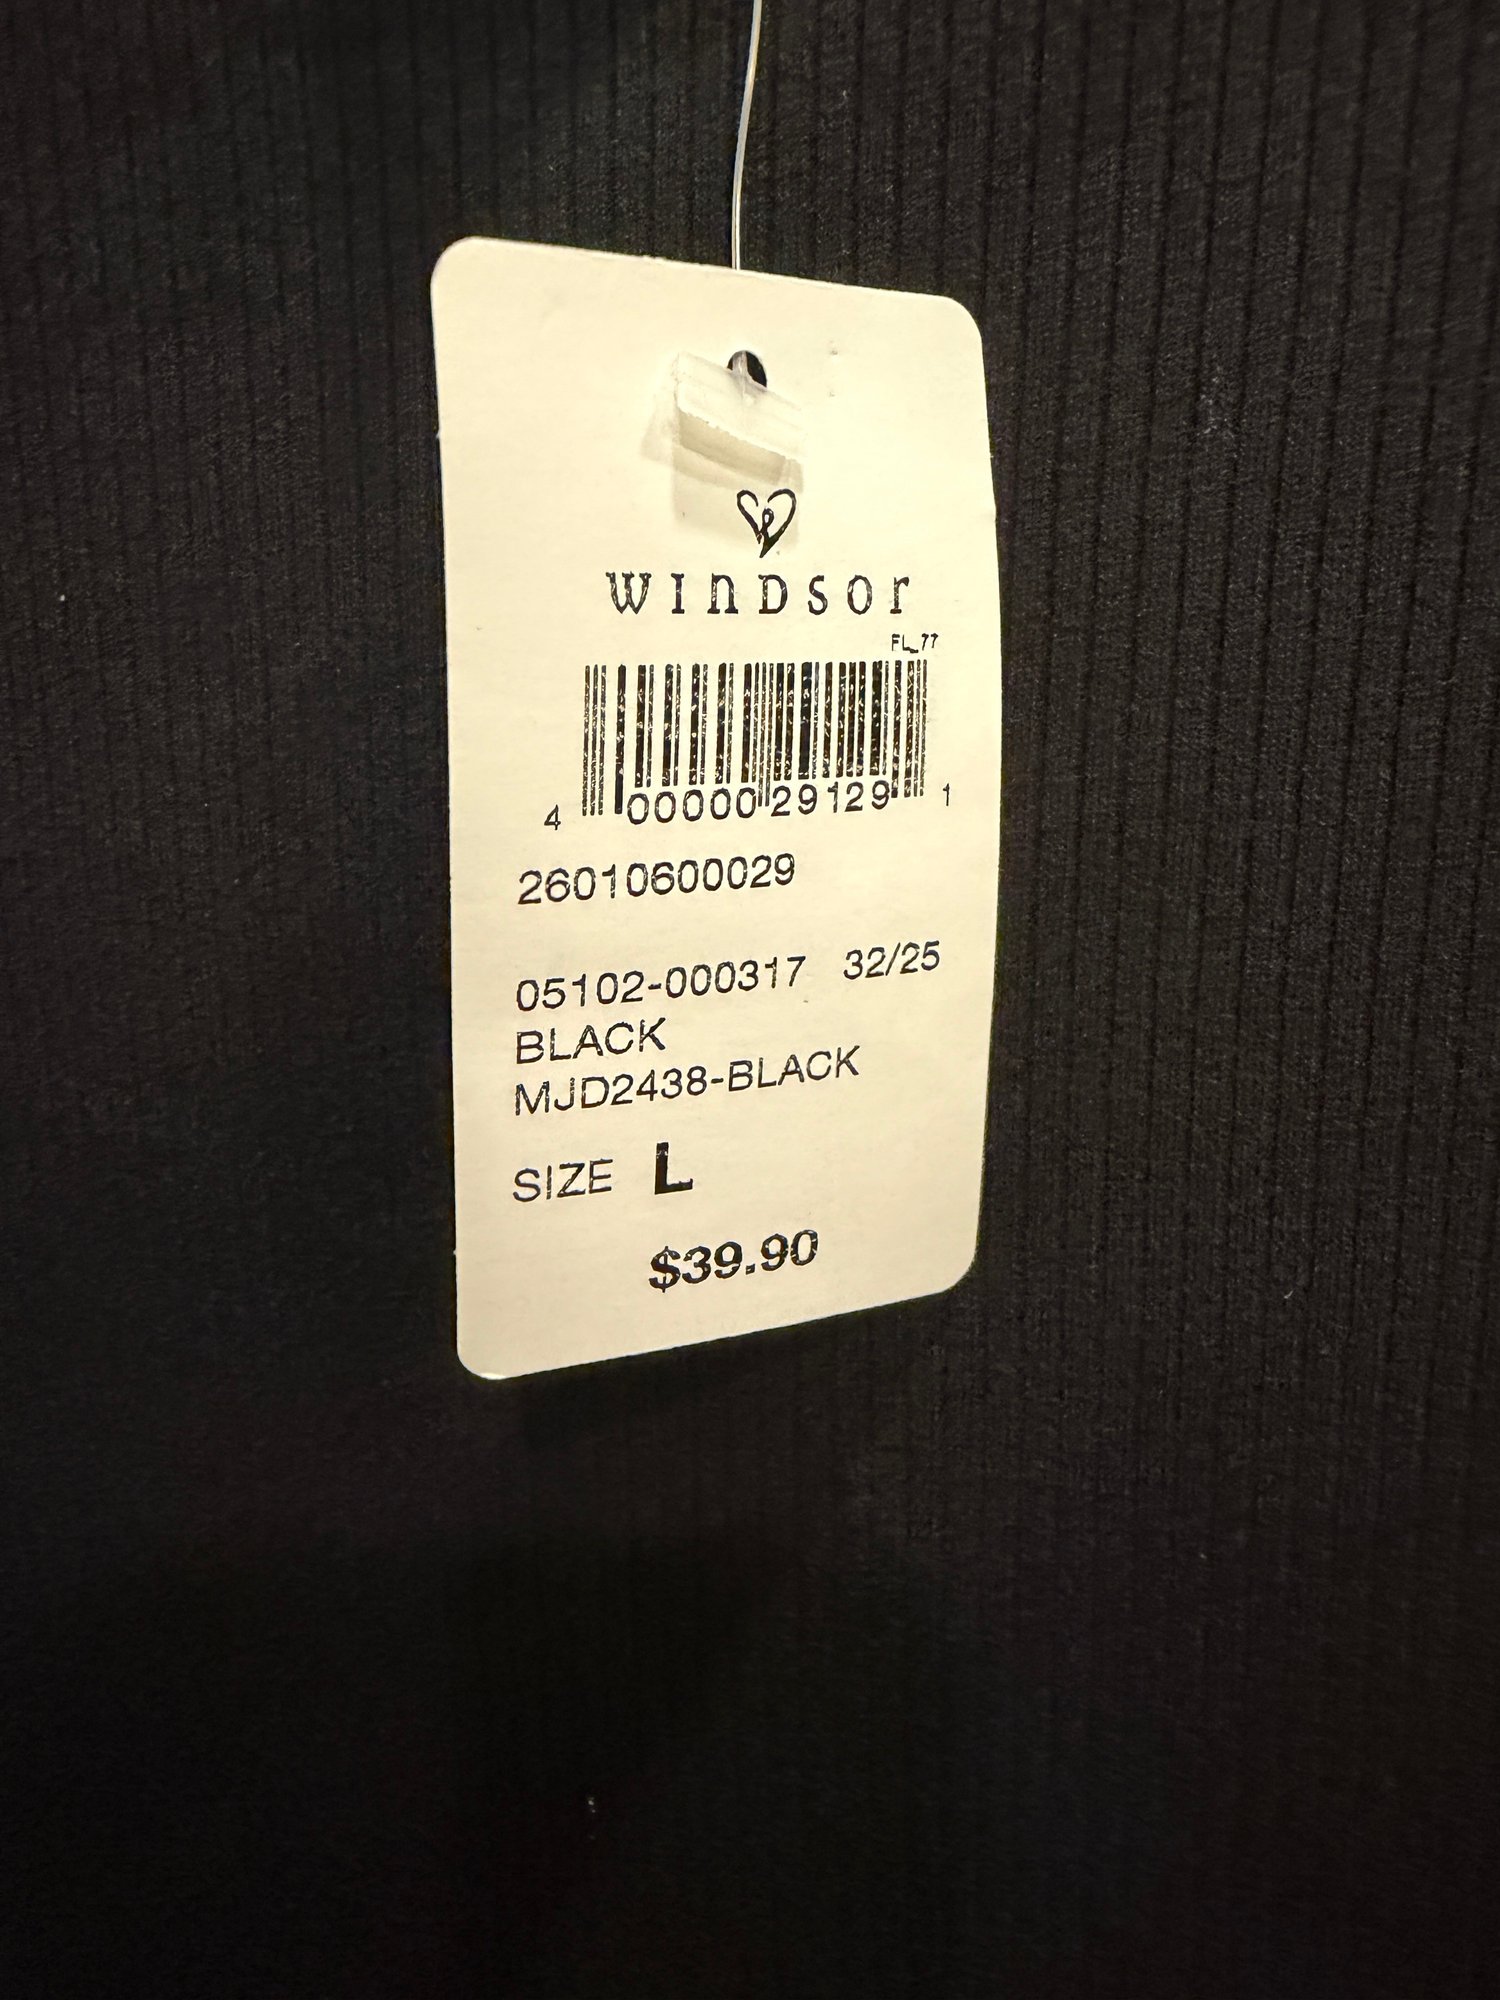 WINDSOR
FL_77
4 00000 29129 1
26010600029
05102-000317 32/25
BLACK
MJD2438-BLACK
SIZE L
$39.90